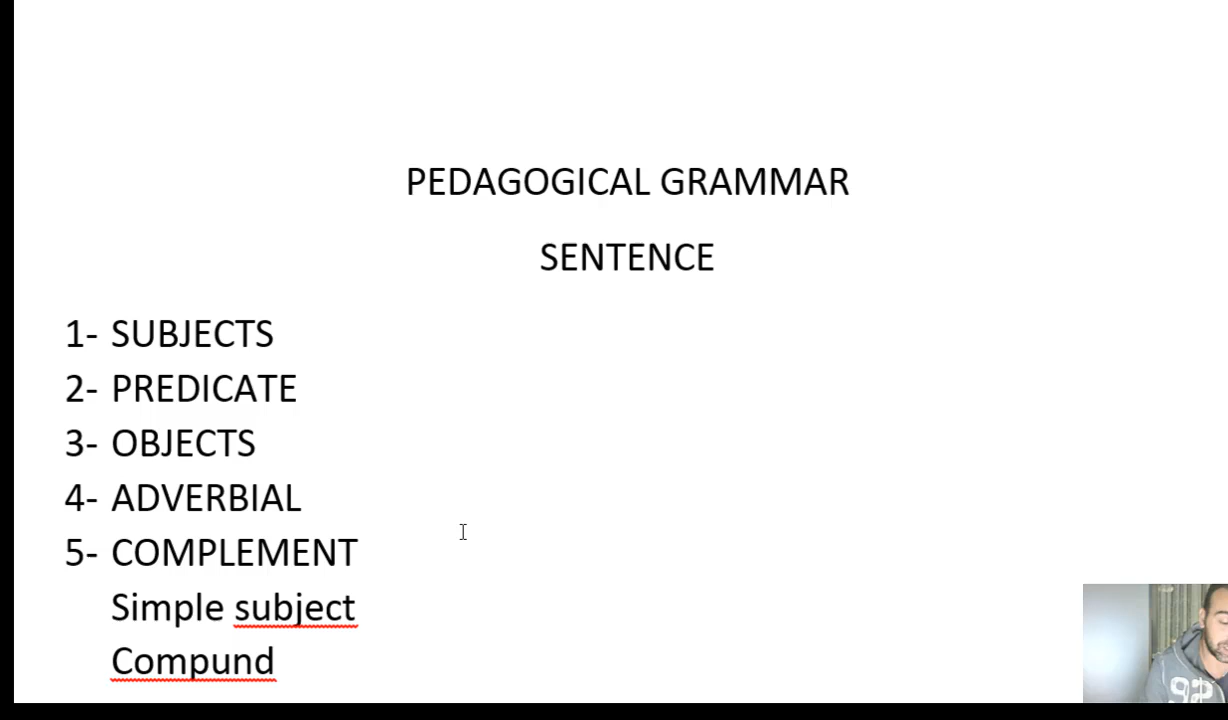 PEDAGOGICAL GRAMMAR
SENTENCE
1- SUBJECTS
2- PREDICATE
3- OBJECTS
4- ADVERBIAL
5- COMPLEMENT
Simple subject
Compund